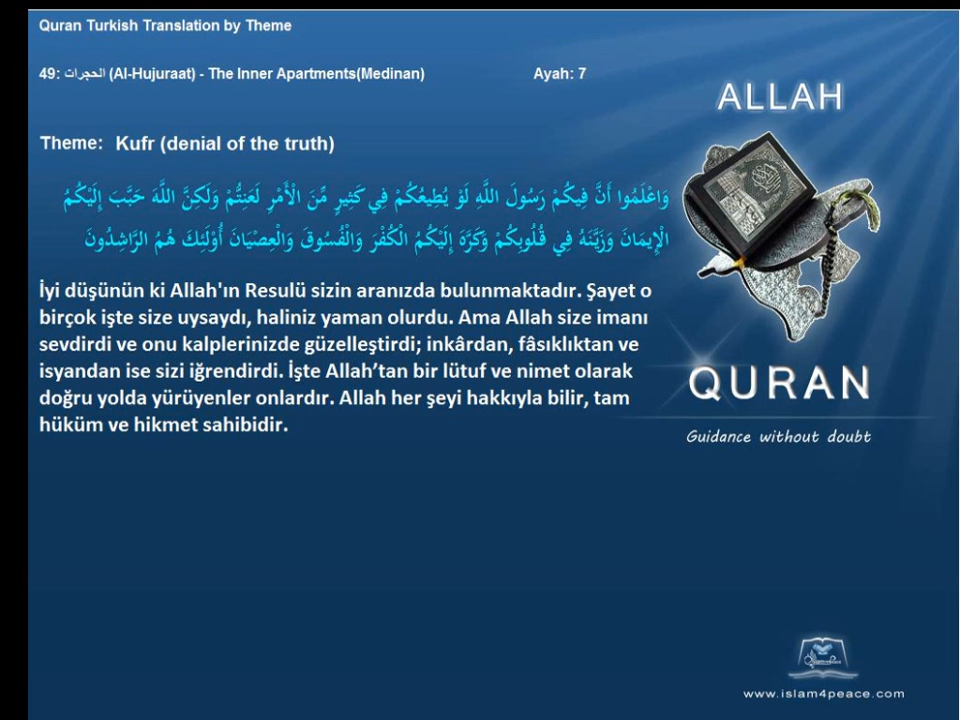 Quran Turkish Translation by Theme
49: الحجرات (Al-Hujuraat) - The Inner Apartments(Medinan) Ayah: 7
ALLAH
Theme: Kufr (denial of the truth)
وَاعْلَمُوا أَنَّ فِيكُمْ رَسُولَ اللَّهِ لَوْ يُطِيعُكُمْ فِي كَثِيرٍ مِّنَ الْأَمْرِ لَعَنِتُّمْ وَلَكِنَّ اللَّهَ حَبَّبَ إِلَيْكُمُ
الْإِيمَانَ وَزَيَّنَهُ فِي قُلُوبِكُمْ وَكَرَّهَ إِلَيْكُمُ الْكُفْرَ وَالْفُسُوقَ وَالْعِصْيَانَ أُوْلَئِكَ هُمُ الرَّاشِدُونَ
İyi düşünün ki Allah'ın Resulü sizin aranızda bulunmaktadır. Şayet o
birçok işte size uysaydı, haliniz yaman olurdu. Ama Allah size imanı
sevdirdi ve onu kalplerinizde güzelleştirdi; inkârdan, fâsıklıktan ve
isyandan ise sizi iğrendirdi. İşte Allah’tan bir lütuf ve nimet olarak
doğru yolda yürüyenler onlardır. Allah her şeyi hakkıyla bilir, tam
hüküm ve hikmet sahibidir.
QURAN
Guidance without doubt
www.islam4peace.com